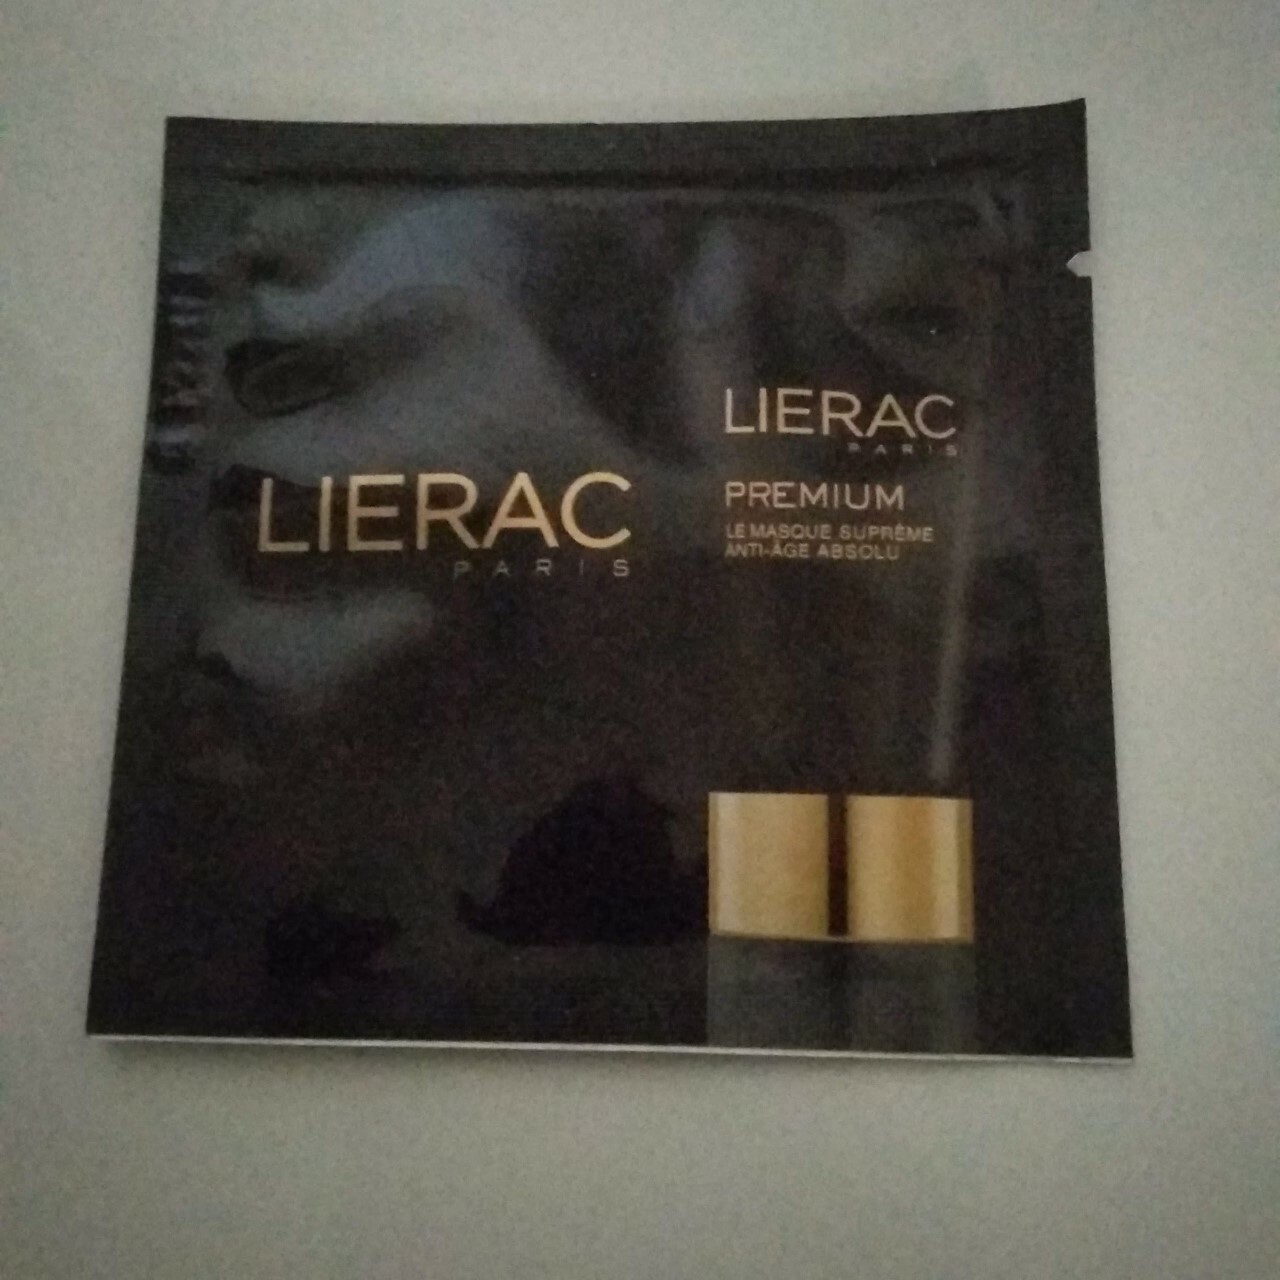 LIERAC
PARIS
LIERAC
PARIS
PREMIUM
LE MASQUE SUPRÊME
ANTI-ÂGE ABSOLU